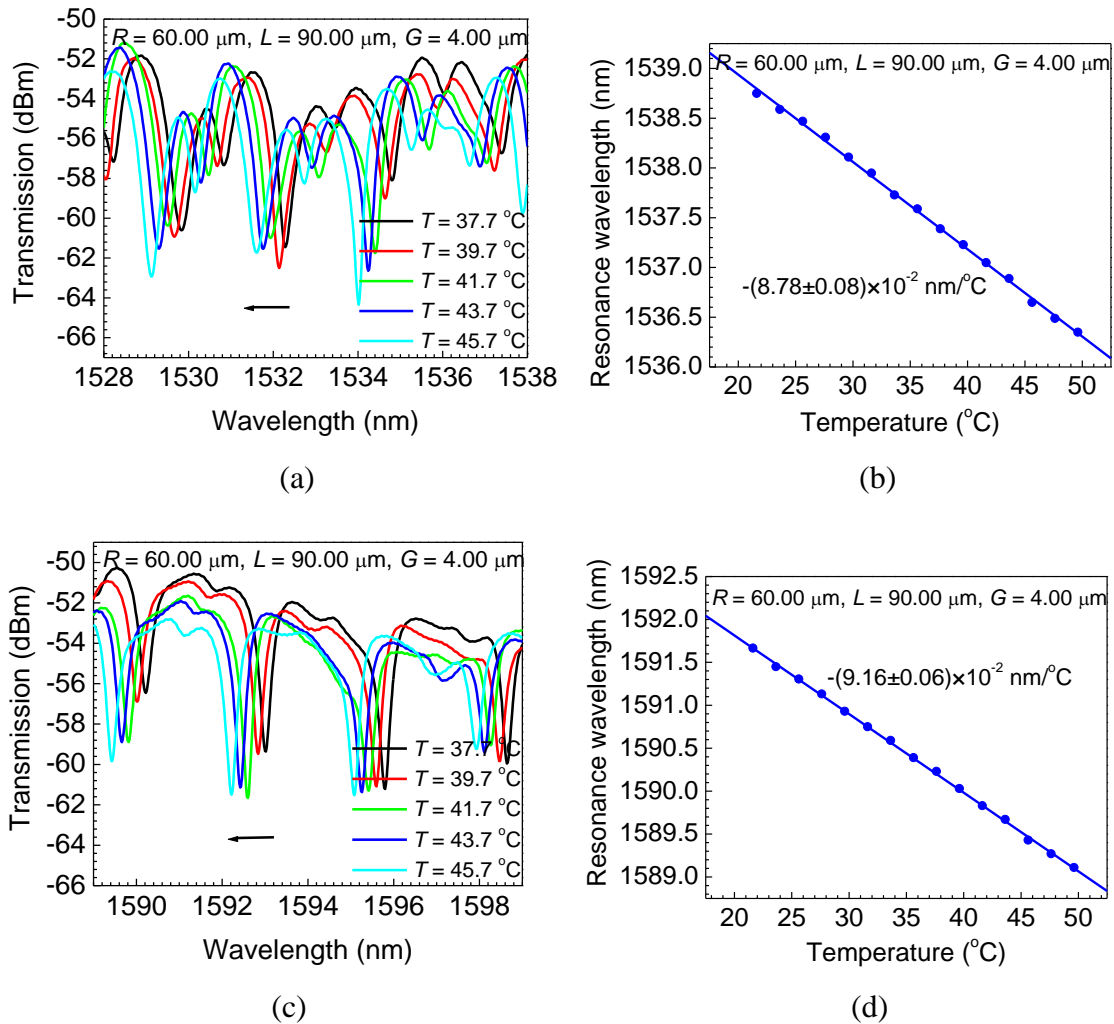 R = 60.00 μm, L = 90.00 μm, G = 4.00 μm
Transmission (dBm)
-50
-52
-54
-56
-58
-60
-62
-64
-66
T = 37.7 °C
T = 39.7 °C
T = 41.7 °C
T = 43.7 °C
T = 45.7 °C
1528 1530 1532 1534 1536 1538
Wavelength (nm)
(a)
R = 60.00 μm, L = 90.00 μm, G = 4.00 μm
Resonance wavelength (nm)
1539.0
1538.5
1538.0
1537.5
1537.0
1536.5
1536.0
-(8.78±0.08)×10⁻² nm/°C
20 25 30 35 40 45 50
Temperature (°C)
(b)
R = 60.00 μm, L = 90.00 μm, G = 4.00 μm
Transmission (dBm)
-50
-52
-54
-56
-58
-60
-62
-64
-66
T = 37.7 °C
T = 39.7 °C
T = 41.7 °C
T = 43.7 °C
T = 45.7 °C
1590 1592 1594 1596 1598
Wavelength (nm)
(c)
R = 60.00 μm, L = 90.00 μm, G = 4.00 μm
Resonance wavelength (nm)
1592.5
1592.0
1591.5
1591.0
1590.5
1590.0
1589.5
1589.0
-(9.16±0.06)×10⁻² nm/°C
20 25 30 35 40 45 50
Temperature (°C)
(d)